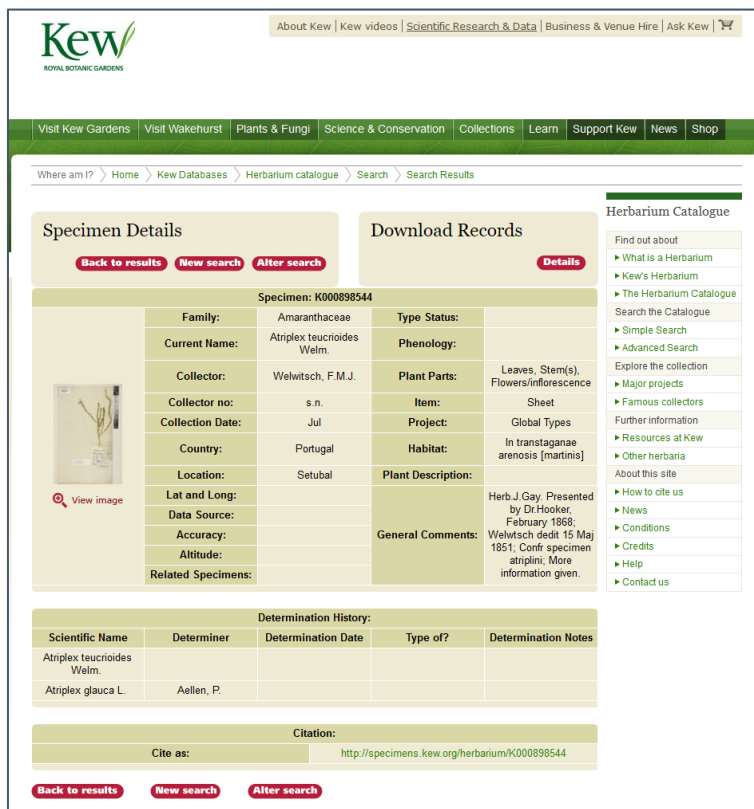 Kew
ROYAL BOTANIC GARDENS
About Kew | Kew videos | Scientific Research & Data | Business & Venue Hire | Ask Kew |
Visit Kew Gardens Visit Wakehurst Plants & Fungi Science & Conservation Collections Learn Support Kew News Shop
Where am I? Home Kew Databases Herbarium catalogue Search Search Results
Specimen Details
Back to results New search Alter search
Download Records
Details
Specimen: K000898544
Family: Amaranthaceae Type Status:
Current Name: Atriplex teucrioides
Welm. Phenology:
Collector: Welwitsch, F.M.J. Plant Parts: Leaves, Stem(s),
Flowers/inflorescence
Collector no: s.n. Item: Sheet
Collection Date: Jul Project: Global Types
Country: Portugal Habitat: In transtaganae
arenosis [martinis]
Location: Setubal Plant Description:
View image
Lat and Long:
Data Source:
Accuracy:
Altitude:
Related Specimens:
General Comments: Herb.J.Gay. Presented
by Dr.Hooker,
February 1868;
Welwtsch dedit 15 Maj
1851; Confr specimen
atriplini; More
information given.
Determination History:
Scientific Name Determiner Determination Date Type of? Determination Notes
Atriplex teucrioides
Welm.
Atriplex glauca L. Aellen, P.
Citation:
Cite as: http://specimens.kew.org/herbarium/K000898544
Back to results New search Alter search
Herbarium Catalogue
Find out about
What is a Herbarium
Kew's Herbarium
The Herbarium Catalogue
Search the Catalogue
Simple Search
Advanced Search
Explore the collection
Major projects
Famous collectors
Further information
Resources at Kew
Other herbaria
About this site
How to cite us
News
Conditions
Credits
Help
Contact us